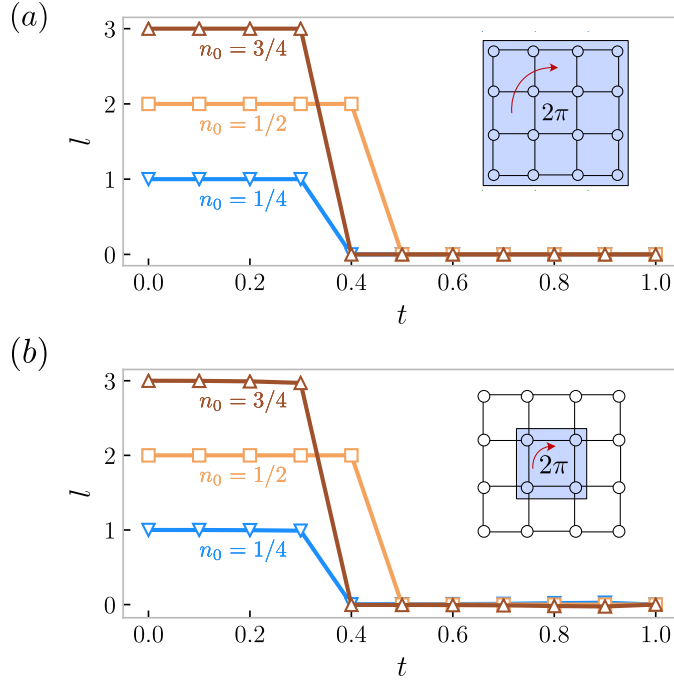 (a)
3
2
1
0
l
n₀ = 3/4
n₀ = 1/2
n₀ = 1/4
2π
0.0 0.2 0.4 0.6 0.8 1.0
t
(b)
3
2
1
0
l
n₀ = 3/4
n₀ = 1/2
n₀ = 1/4
2π
0.0 0.2 0.4 0.6 0.8 1.0
t